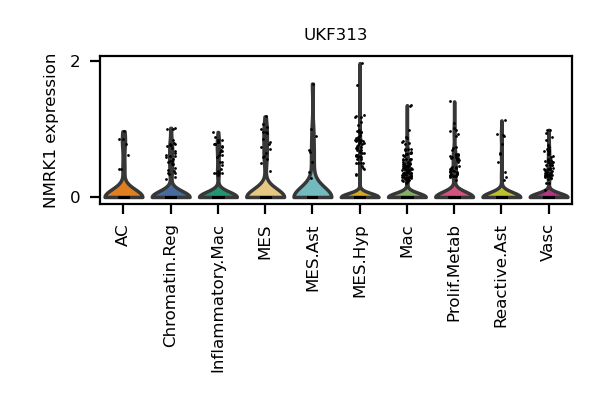 UKF313
NMRK1 expression
2
0
AC
Chromatin.Reg
Inflammatory.Mac
MES
MES.Ast
MES.Hyp
Mac
Prolif.Metab
Reactive.Ast
Vasc